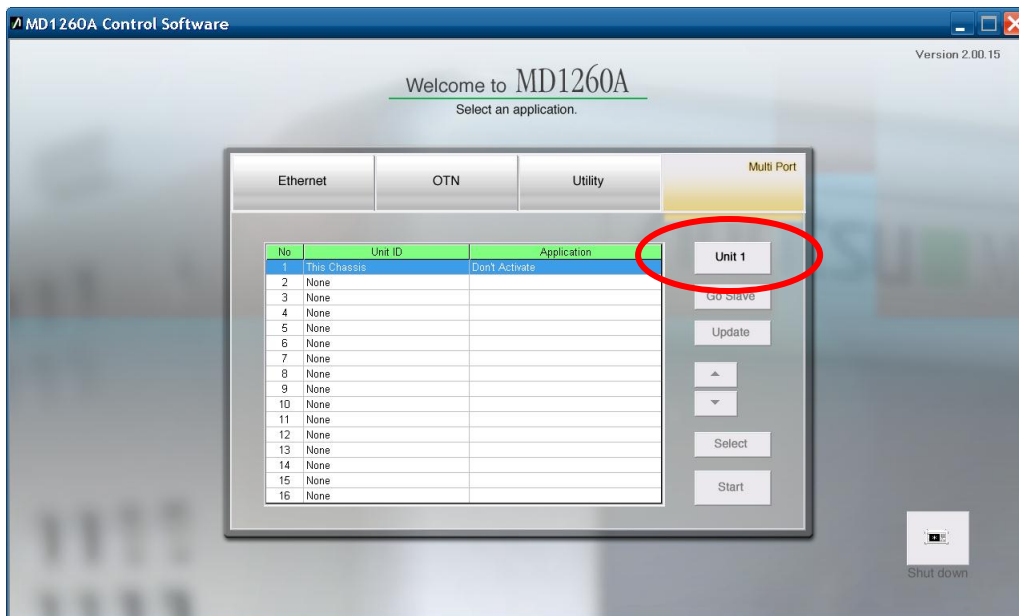 MD1260A Control Software
Version 2.00.15
Welcome to MD1260A
Select an application.
Ethernet OTN Utility Multi Port
No Unit ID Application
1 This Chassis Don't Activate
2 None
3 None
4 None
5 None
6 None
7 None
8 None
9 None
10 None
11 None
12 None
13 None
14 None
15 None
16 None
Unit 1
Go Slave
Update
Select
Start
Shut down